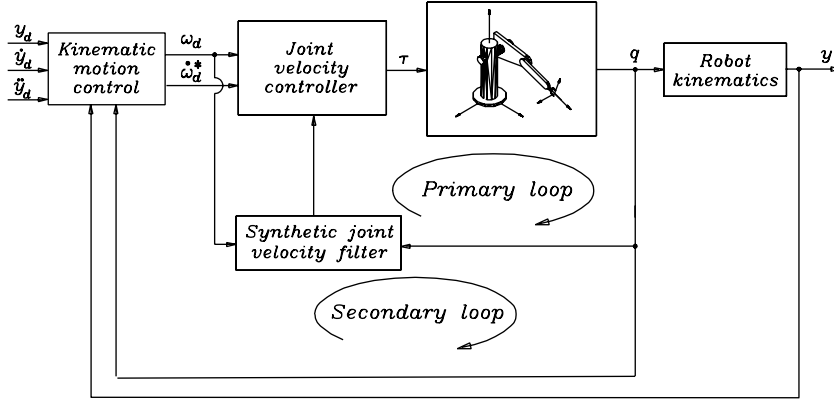 y_d
ẏ_d
ÿ_d
Kinematic
motion
control
ω_d
ω̇_d*
Joint
velocity
controller
τ
q
Robot
kinematics
y
Primary loop
Synthetic joint
velocity filter
Secondary loop